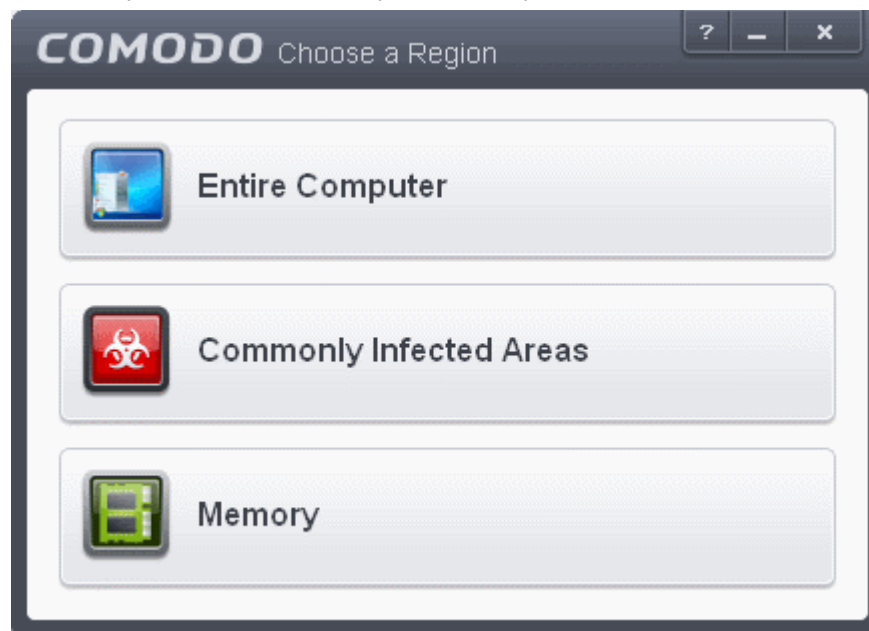 COMODO Choose a Region ? – ×
Entire Computer
Commonly Infected Areas
Memory